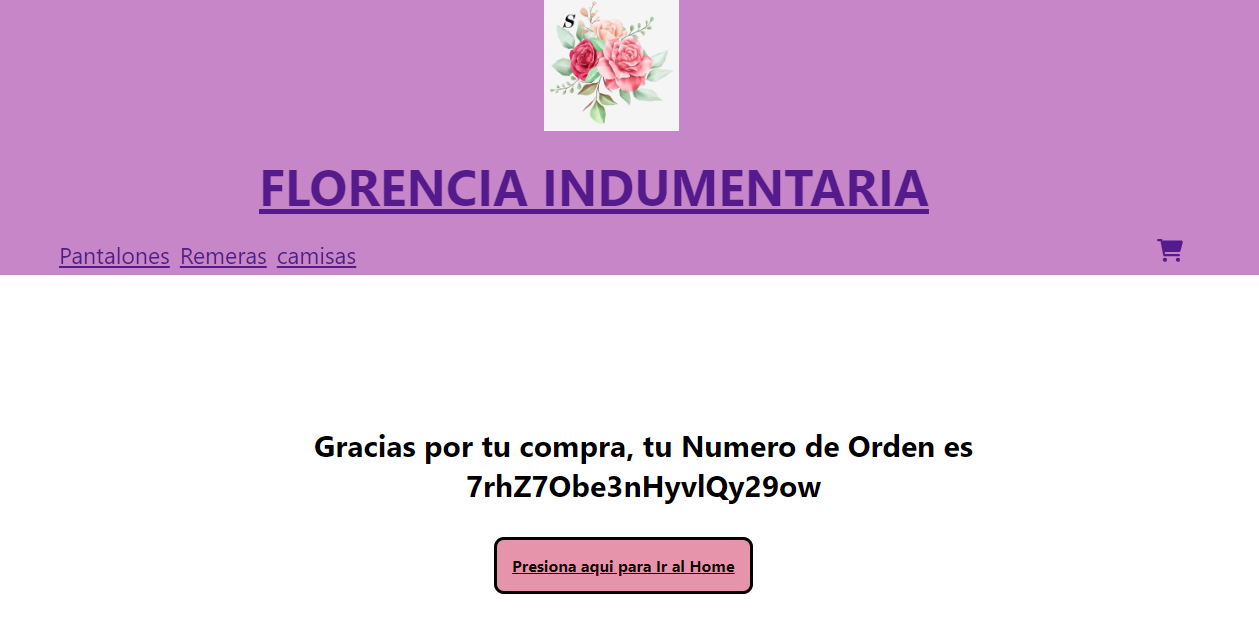 S
FLORENCIA INDUMENTARIA
Pantalones Remeras camisas
Gracias por tu compra, tu Numero de Orden es
7rhZ7Obe3nHyvlQy29ow
Presiona aqui para Ir al Home